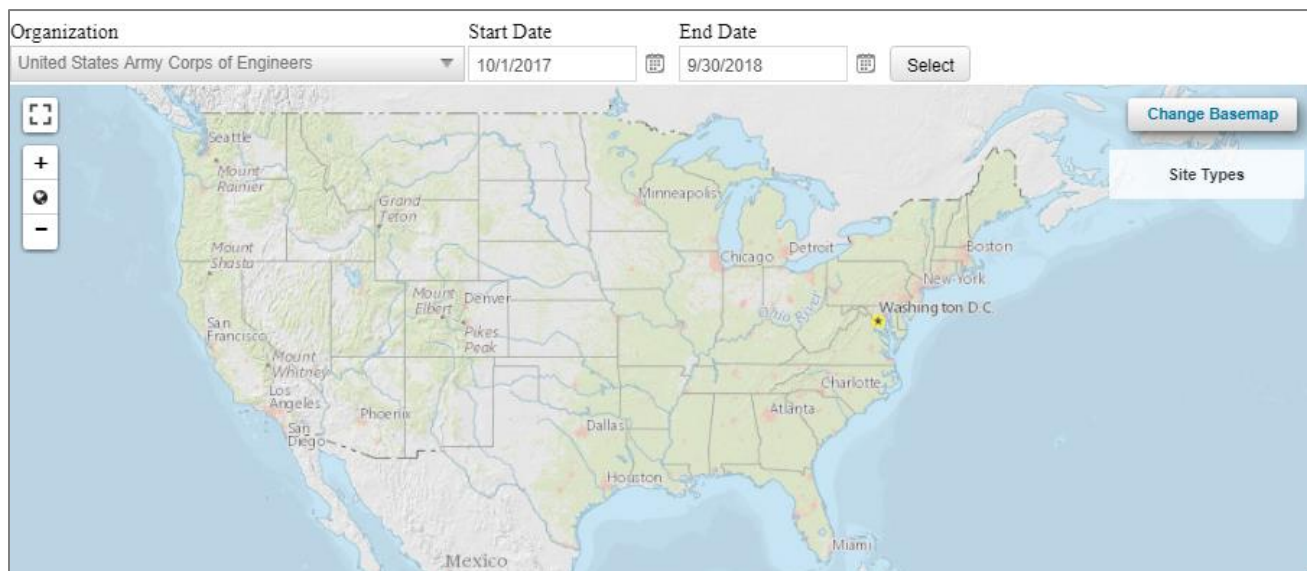 Organization
Start Date
End Date
United States Army Corps of Engineers
10/1/2017
9/30/2018
Select
Change Basemap
+
-
Site Types
Seattle
Mount
Rainier
Minneapolis
Grand
Teton
Mount
Shasta
Chicago
Detroit
Boston
New York
Mount
Elbert
Denver
Ohio River
Washington D.C.
San
Francisco
Pikes
Peak
Mount
Whitney
Los
Angeles
Charlotte
Phoenix
Atlanta
San
Diego
Dallas
Houston
Miami
Mexico